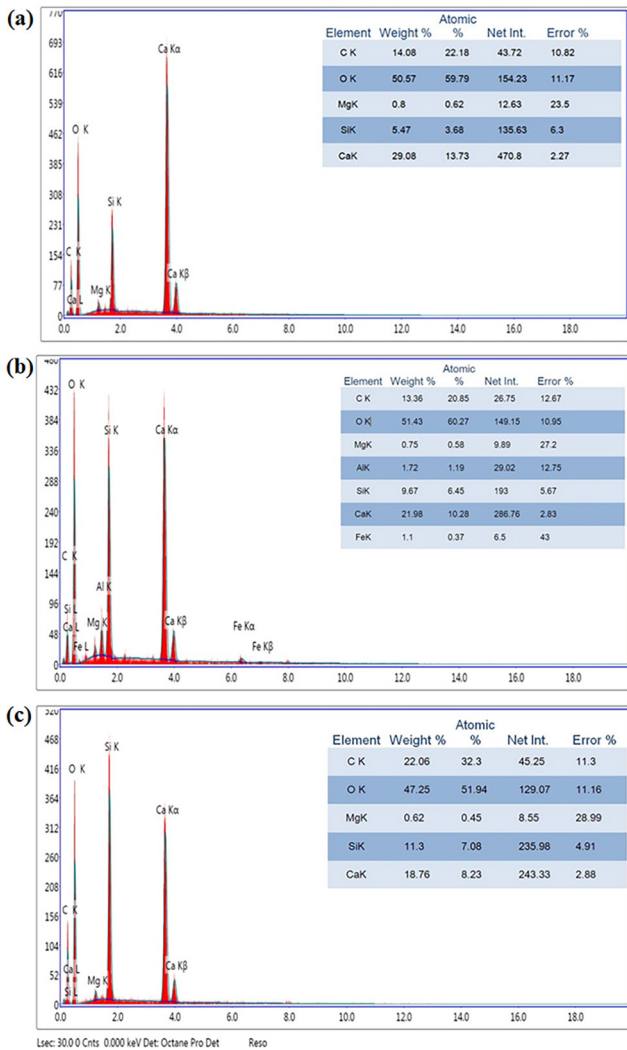 (a)
770
693
616
539
462
385
308
231
154
77
0
Ca Kα
O K
Si K
C K
Ca L
Mg K
Ca Kβ
0.0 2.0 4.0 6.0 8.0 10.0 12.0 14.0 16.0 18.0
Atomic
Element Weight % % Net Int. Error %
C K 14.08 22.18 43.72 10.82
O K 50.57 59.79 154.23 11.17
MgK 0.8 0.62 12.63 23.5
SiK 5.47 3.68 135.63 6.3
CaK 29.08 13.73 470.8 2.27
(b)
480
432
384
336
288
240
192
144
96
48
0
O K
Si K
Ca Kα
C K
Si L
Ca L
Fe L
Al K
Mg K
Ca Kβ
Fe Kα
Fe Kβ
0.0 2.0 4.0 6.0 8.0 10.0 12.0 14.0 16.0 18.0
Atomic
Element Weight % % Net Int. Error %
C K 13.36 20.85 26.75 12.67
O K 51.43 60.27 149.15 10.95
MgK 0.75 0.58 9.89 27.2
AlK 1.72 1.19 29.02 12.75
SiK 9.67 6.45 193 5.67
CaK 21.98 10.28 286.76 2.83
FeK 1.1 0.37 6.5 43
(c)
520
468
416
364
312
260
208
156
104
52
0
Si K
O K
Ca Kα
C K
Ca L
Si L
Mg K
Ca Kβ
0.0 2.0 4.0 6.0 8.0 10.0 12.0 14.0 16.0 18.0
Atomic
Element Weight % % Net Int. Error %
C K 22.06 32.3 45.25 11.3
O K 47.25 51.94 129.07 11.16
MgK 0.62 0.45 8.55 28.99
SiK 11.3 7.08 235.98 4.91
CaK 18.76 8.23 243.33 2.88
Lsec: 30.0 0 Cnts 0.000 keV Det: Octane Pro Det Reso